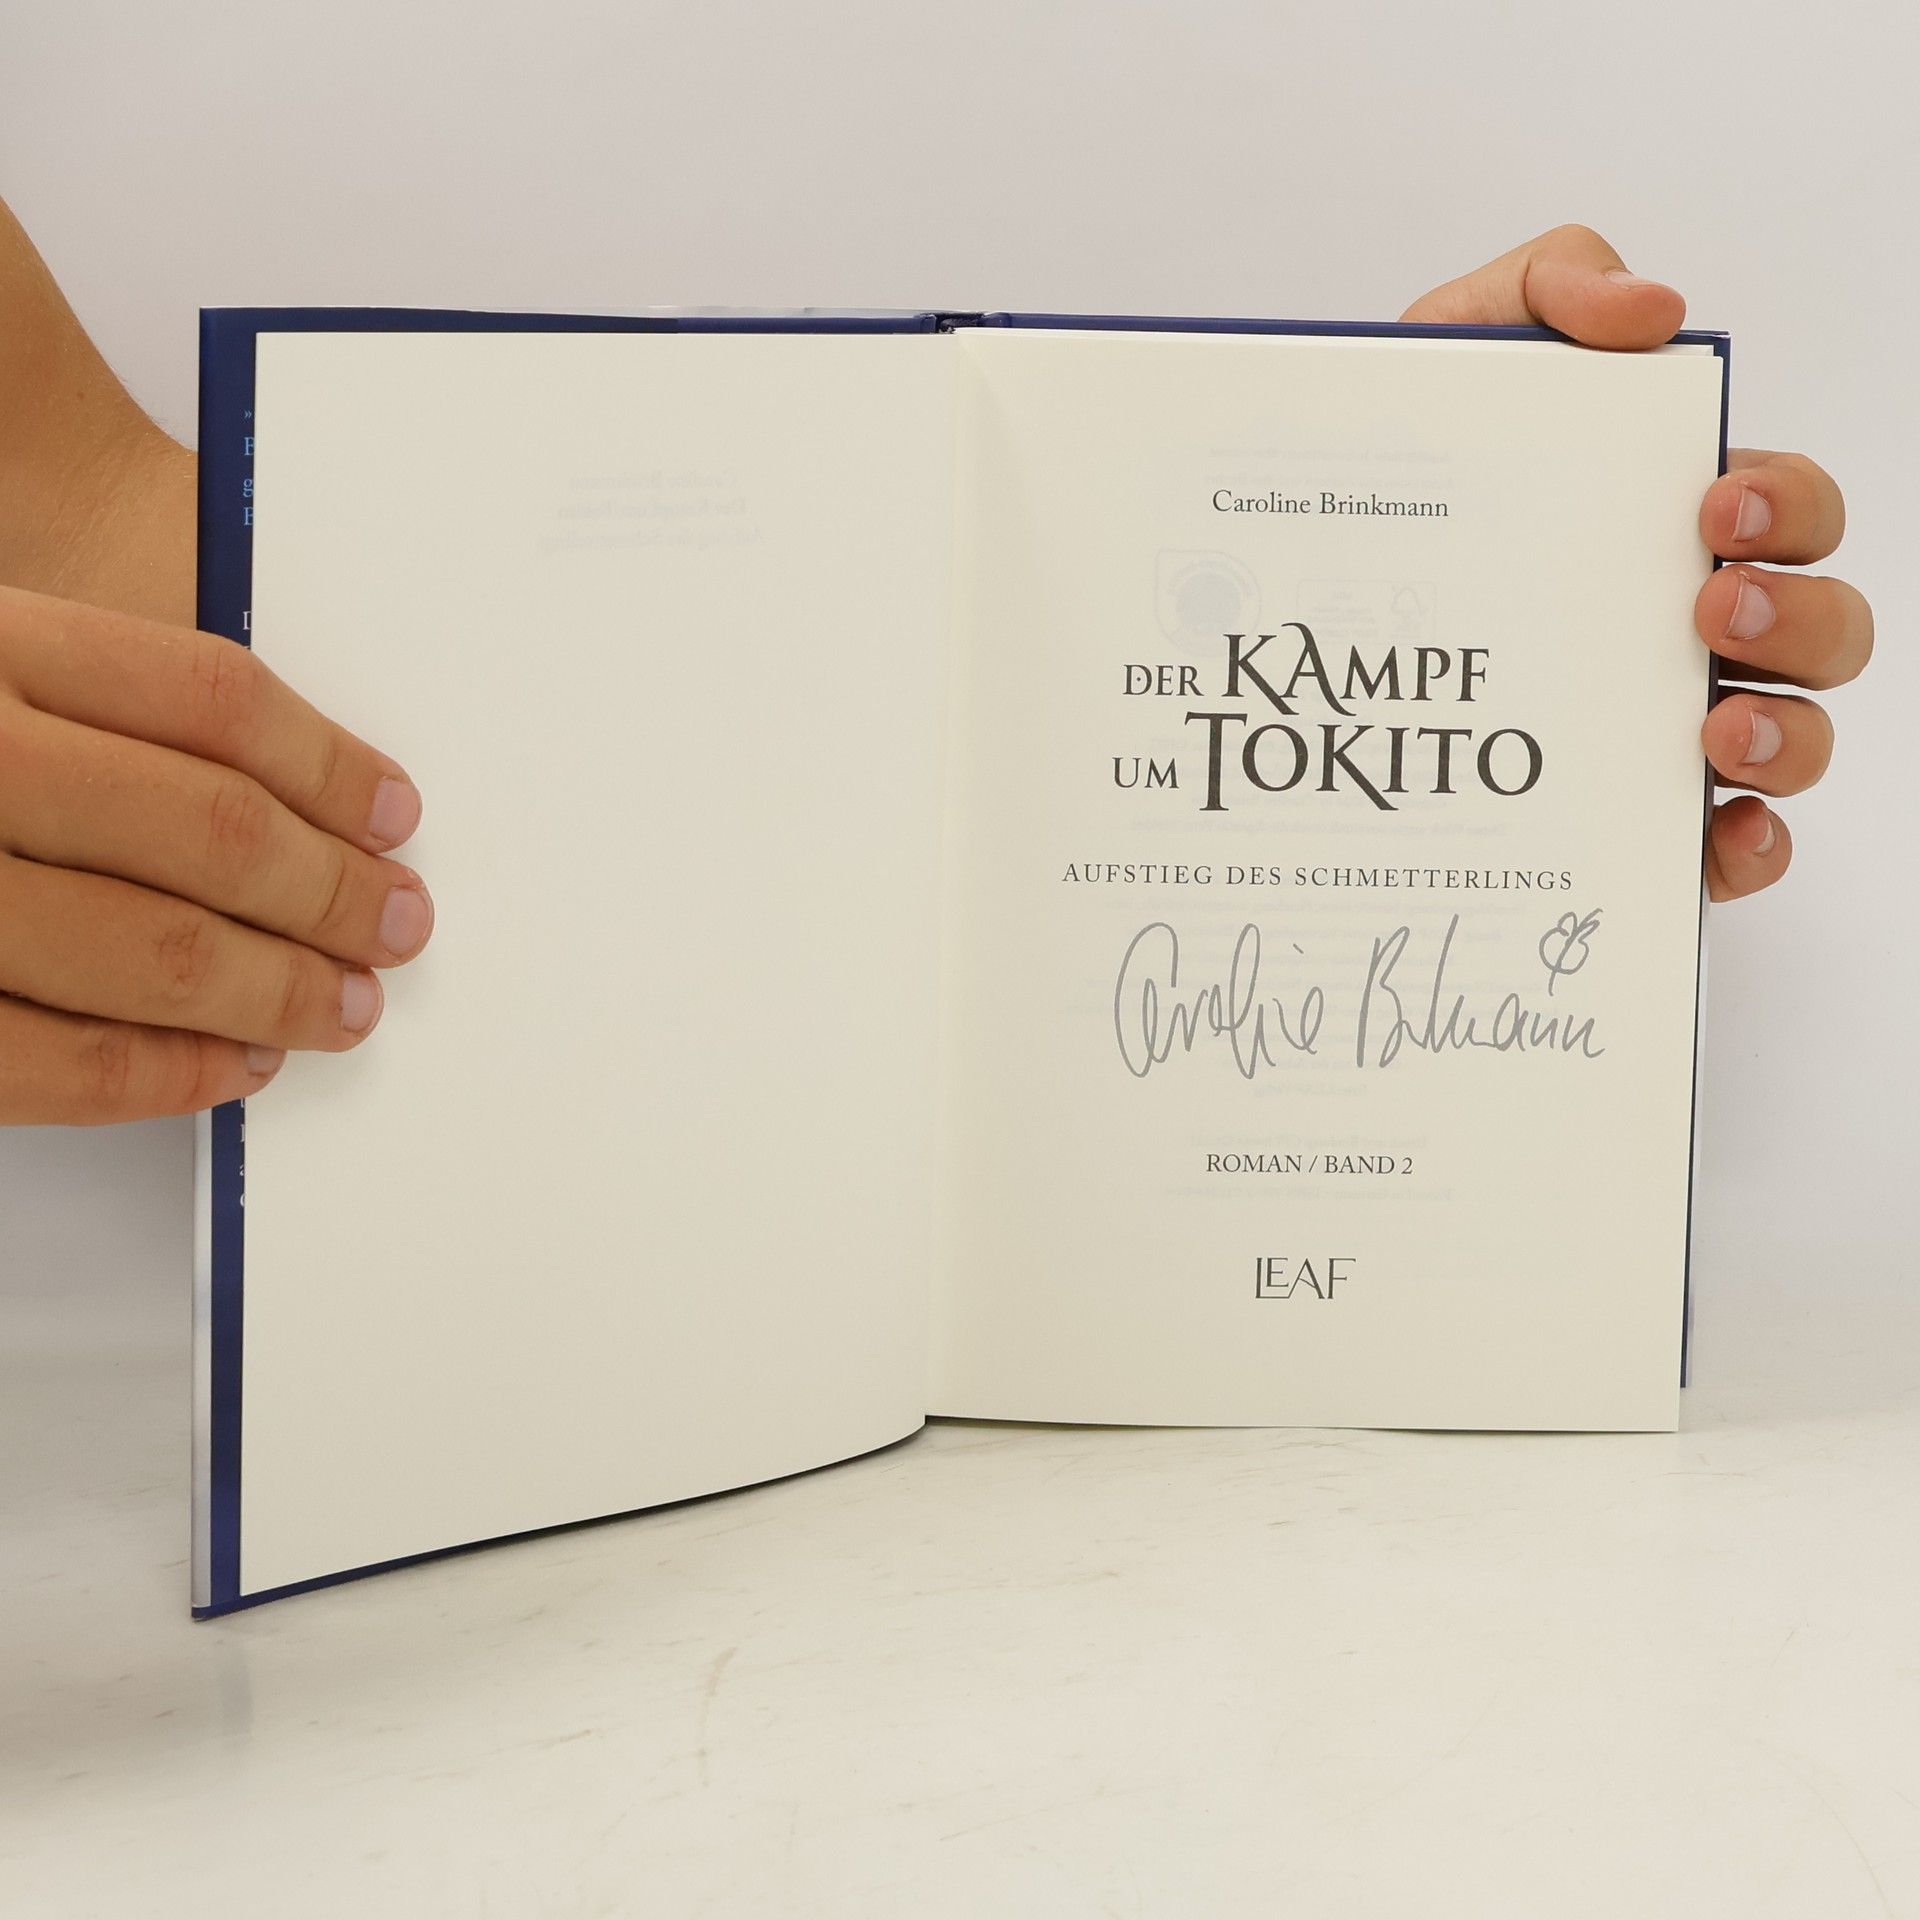 Caroline Brinkmann
DER KAMPF
UM TOKITO
AUFSTIEG DES SCHMETTERLINGS
Caroline Brinkmann
ROMAN / BAND 2
LEAF